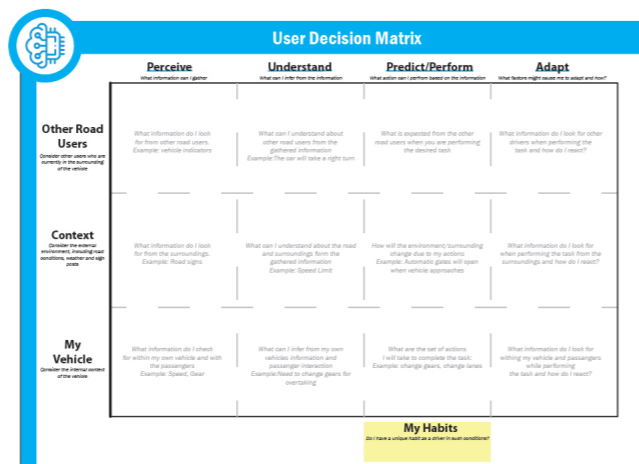 User Decision Matrix
Perceive
What information can I gather
Understand
What can I infer from the information
Predict/Perform
What action can I perform based on the information
Adapt
What factors might cause me to adapt and how?
Other Road
Users
Consider other users who are
currently in the surrounding
of the vehicle
What information do I look
for from other road users.
Example: vehicle indicators
What can I understand about
other road users from the
gathered information
Example:The car will take a right turn
What is expected from the other
road users when you are performing
the desired task
What information do I look for other
drivers when performing the
task and how do I react?
Context
Consider the external
environment, including road
conditions, weather and sign
posts
What information do I look
for from the surroundings.
Example: Road signs
What can I understand about the road
and surroundings form the
gathered information
Example: Speed Limit
How will the environment/surrounding
change due to my actions
Example: Automatic gates will open
when vehicle approaches
What information do I look for
when performing the task from the
surroundings and how do I react?
My
Vehicle
Consider the internal context
of the vehicle
What information do I check
for within my own vehicle and with
the passengers
Example: Speed, Gear
What can I infer from my own
vehicles information and
passenger interaction
Example:Need to change gears for
overtaking
What are the set of actions
I will take to complete the task:
Example: change gears, change lanes
What information do I look for
withing my vehicle and passengers
while performing
the task and how do I react?
My Habits
Do I have a unique habit as a driver in such conditions?